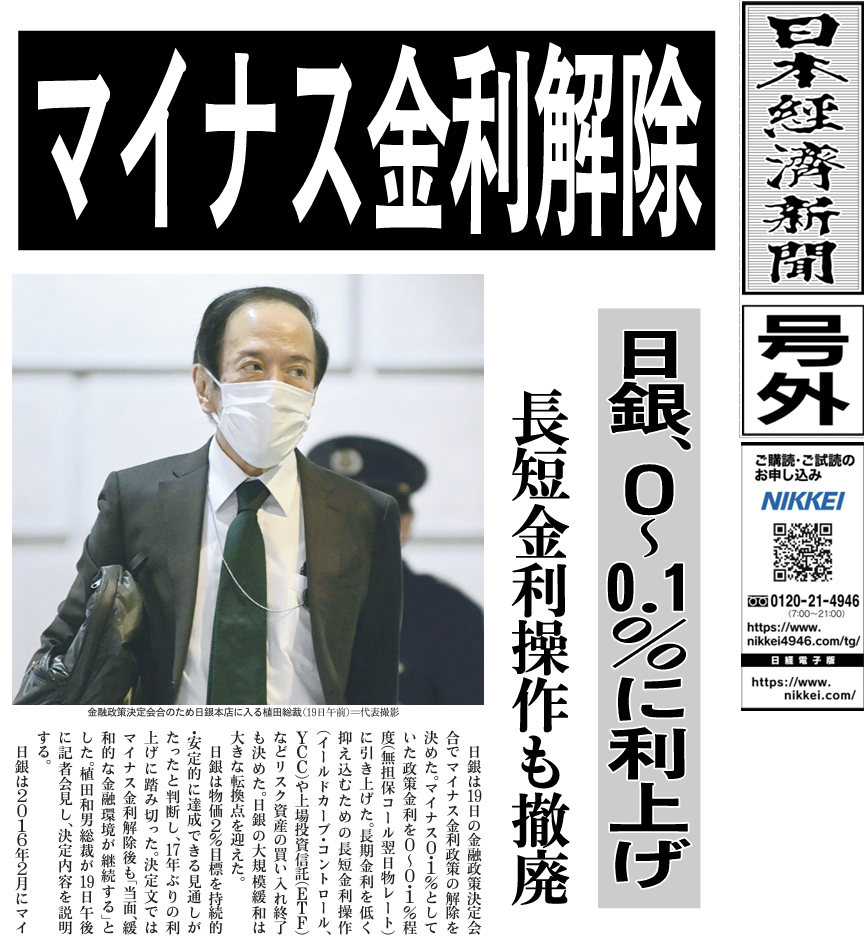 日本経済新聞
号外
マイナス金利解除
日銀、0〜0.1%に利上げ
長短金利操作も撤廃
ご購読・ご試読の
お申し込み
NIKKEI
0120-21-4946
(7:00〜21:00)
https://www.
nikkei4946.com/tg/
日経電子版
https://www.
nikkei.com/
金融政策決定会合のため日銀本店に入る植田総裁(19日午前)=代表撮影
日銀は19日の金融政策決定会
合でマイナス金利政策の解除を
決めた。マイナス0.1%として
いた政策金利を0〜0.1%程
度(無担保コール翌日物レート)
に引き上げた。長期金利を低く
抑え込むための長短金利操作
(イールドカーブ・コントロール、
YCC)や上場投資信託(ETF)
などリスク資産の買い入れ終了
も決めた。日銀の大規模緩和は
大きな転換点を迎えた。
日銀は物価2%目標を持続的
・安定的に達成できる見通しが
たったと判断し、17年ぶりの利
上げに踏み切った。決定文では
マイナス金利解除後も「当面、緩
和的な金融環境が継続する」と
した。植田和男総裁が19日午後
に記者会見し、決定内容を説明
する。
日銀は2016年2月にマイ